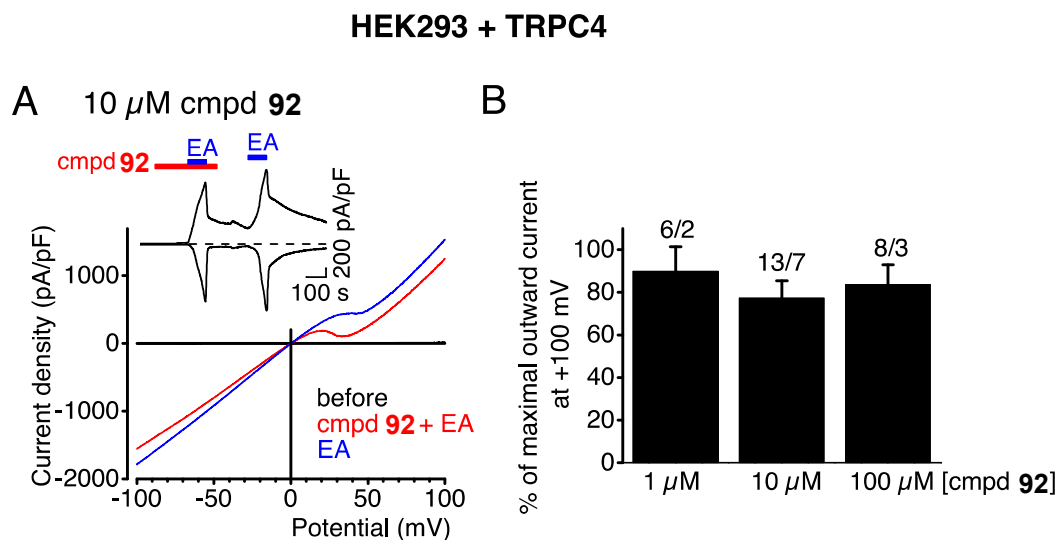 HEK293 + TRPC4
A
10 µM cmpd 92
EA
EA
cmpd 92
200 pA/pF
100 s
Current density (pA/pF)
1000
0
-1000
-2000
before
cmpd 92 + EA
EA
-100
-50
0
50
100
Potential (mV)
B
% of maximal outward current
at +100 mV
100
80
60
40
20
0
6/2
13/7
8/3
1 µM
10 µM
100 µM
[cmpd 92]